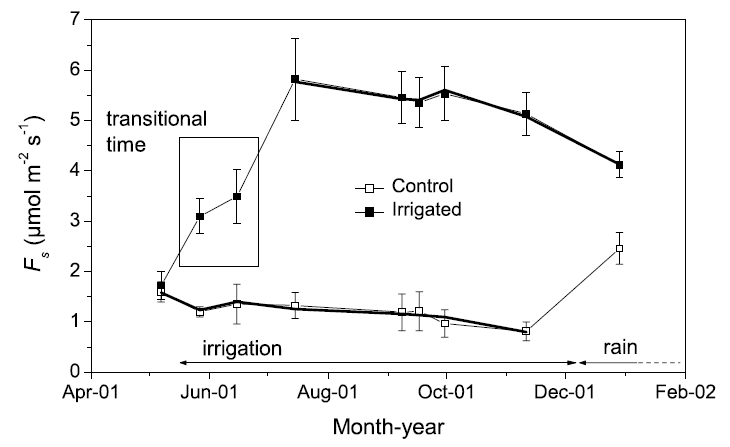 7
6
5
4
3
2
1
0
Fs (μmol m-2 s-1)
transitional
time
Control
Irrigated
irrigation
rain
Apr-01 Jun-01 Aug-01 Oct-01 Dec-01 Feb-02
Month-year